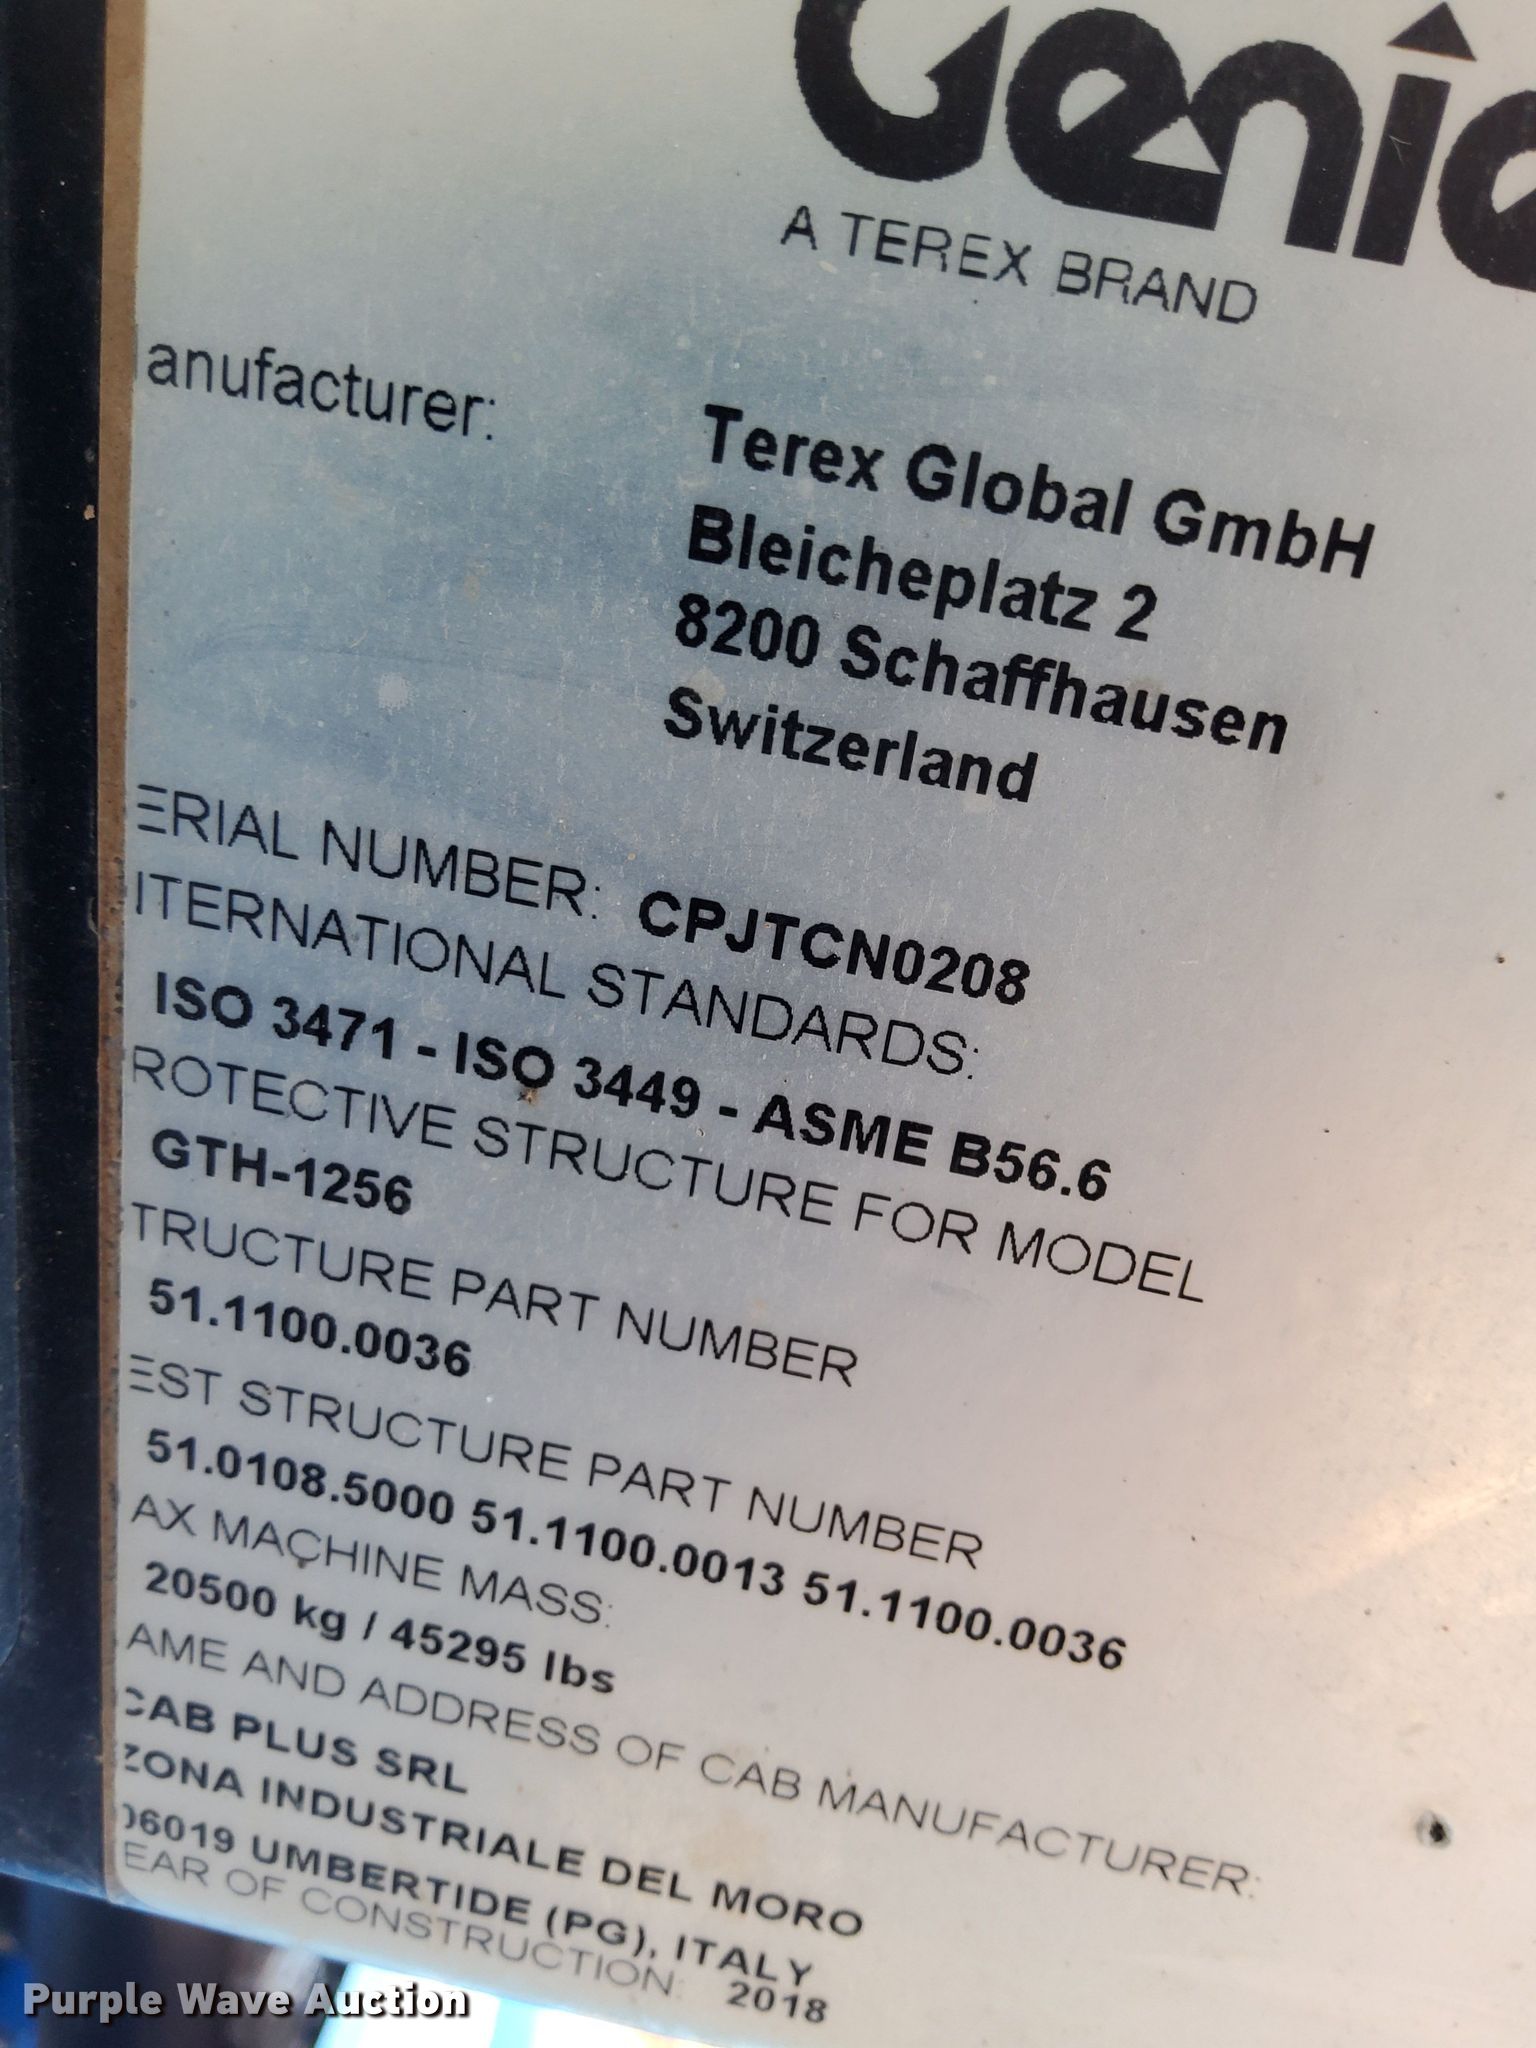 Genie
A TEREX BRAND
anufacturer:
Terex Global GmbH
Bleicheplatz 2
8200 Schaffhausen
Switzerland
ERIAL NUMBER: CPJTCN0208
ITERNATIONAL STANDARDS:
ISO 3471 - ISO 3449 - ASME B56.6
ROTECTIVE STRUCTURE FOR MODEL
GTH-1256
TRUCTURE PART NUMBER
51.1100.0036
EST STRUCTURE PART NUMBER
51.0108.5000 51.1100.0013 51.1100.0036
AX MACHINE MASS:
20500 kg / 45295 lbs
AME AND ADDRESS OF CAB MANUFACTURER:
CAB PLUS SRL
ZONA INDUSTRIALE DEL MORO
06019 UMBERTIDE (PG), ITALY
EAR OF CONSTRUCTION: 2018
Purple Wave Auction